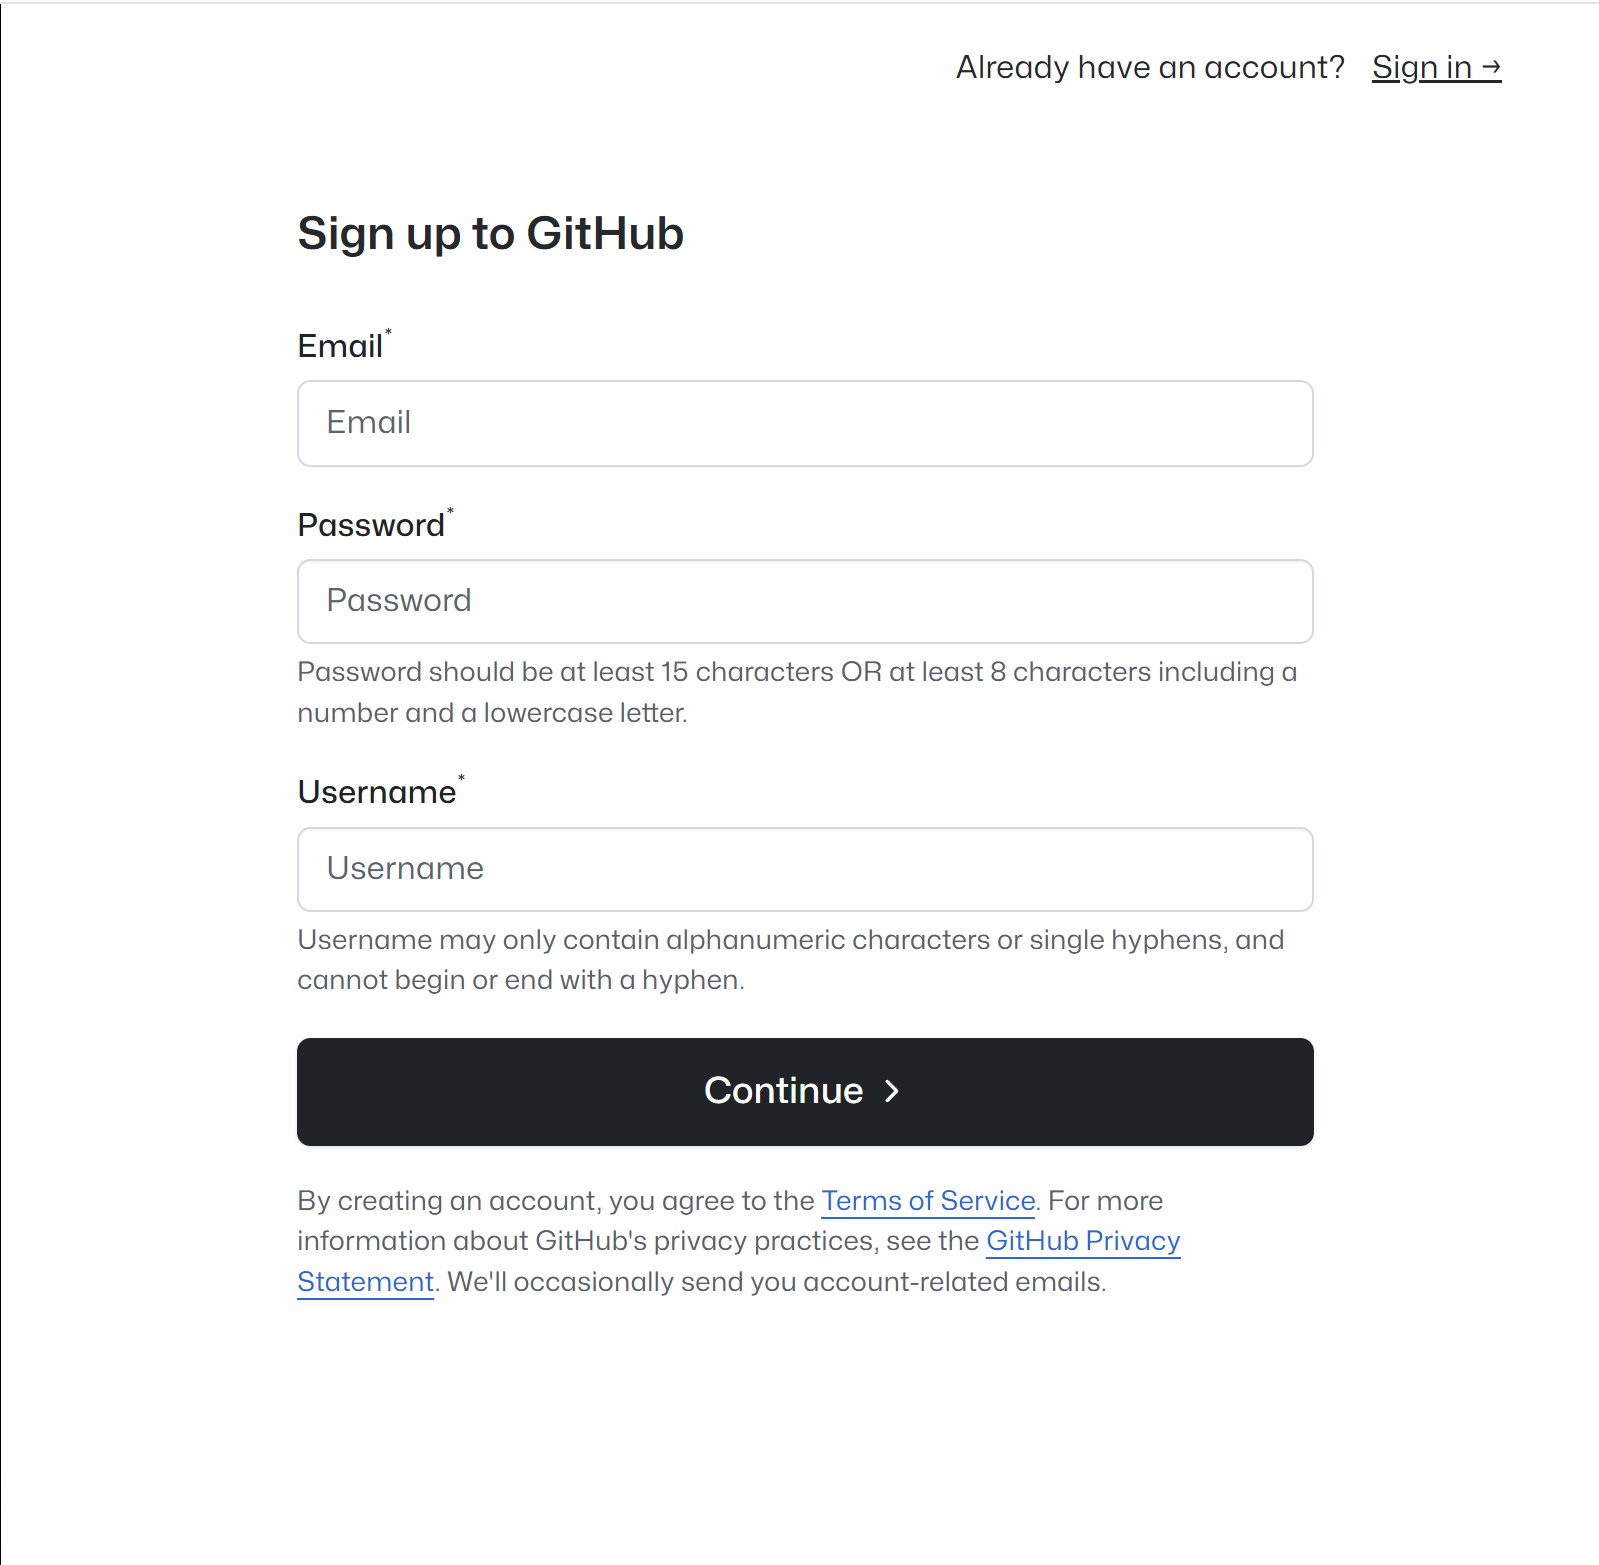 Already have an account? Sign in →
Sign up to GitHub
Email*
Email
Password*
Password
Password should be at least 15 characters OR at least 8 characters including a
number and a lowercase letter.
Username*
Username
Username may only contain alphanumeric characters or single hyphens, and
cannot begin or end with a hyphen.
Continue >
By creating an account, you agree to the Terms of Service. For more
information about GitHub's privacy practices, see the GitHub Privacy
Statement. We'll occasionally send you account-related emails.